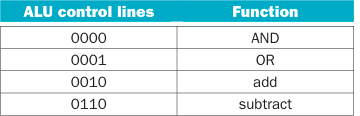 ALU control lines Function
0000 AND
0001 OR
0010 add
0110 subtract